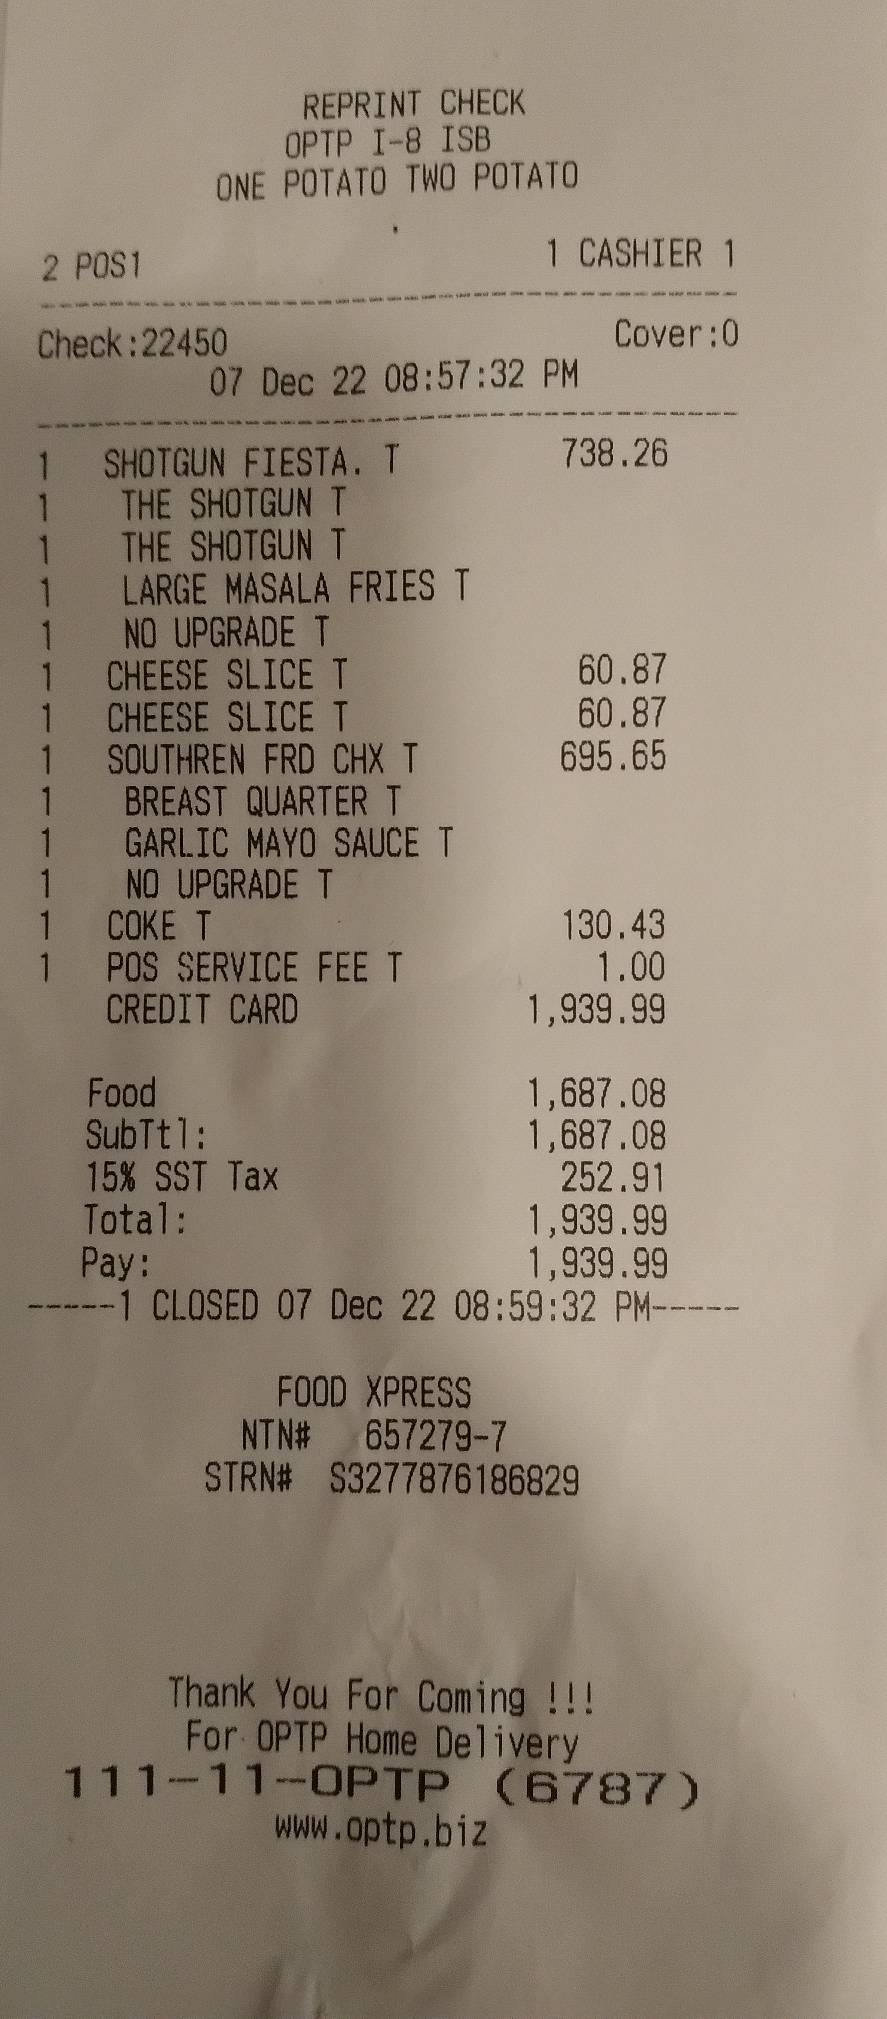 REPRINT CHECK
OPTP I-8 ISB
ONE POTATO TWO POTATO
2 POS1 1 CASHIER 1
Check:22450 Cover:0
07 Dec 22 08:57:32 PM
1 SHOTGUN FIESTA. T 738.26
1 THE SHOTGUN T
1 THE SHOTGUN T
1 LARGE MASALA FRIES T
1 NO UPGRADE T
1 CHEESE SLICE T 60.87
1 CHEESE SLICE T 60.87
1 SOUTHREN FRD CHX T 695.65
1 BREAST QUARTER T
1 GARLIC MAYO SAUCE T
1 NO UPGRADE T
1 COKE T 130.43
1 POS SERVICE FEE T 1.00
CREDIT CARD 1,939.99
Food 1,687.08
SubTtl: 1,687.08
15% SST Tax 252.91
Total: 1,939.99
Pay: 1,939.99
------1 CLOSED 07 Dec 22 08:59:32 PM-----
FOOD XPRESS
NTN# 657279-7
STRN# S3277876186829
Thank You For Coming !!!
For OPTP Home Delivery
111-11-OPTP (6787)
www.optp.biz